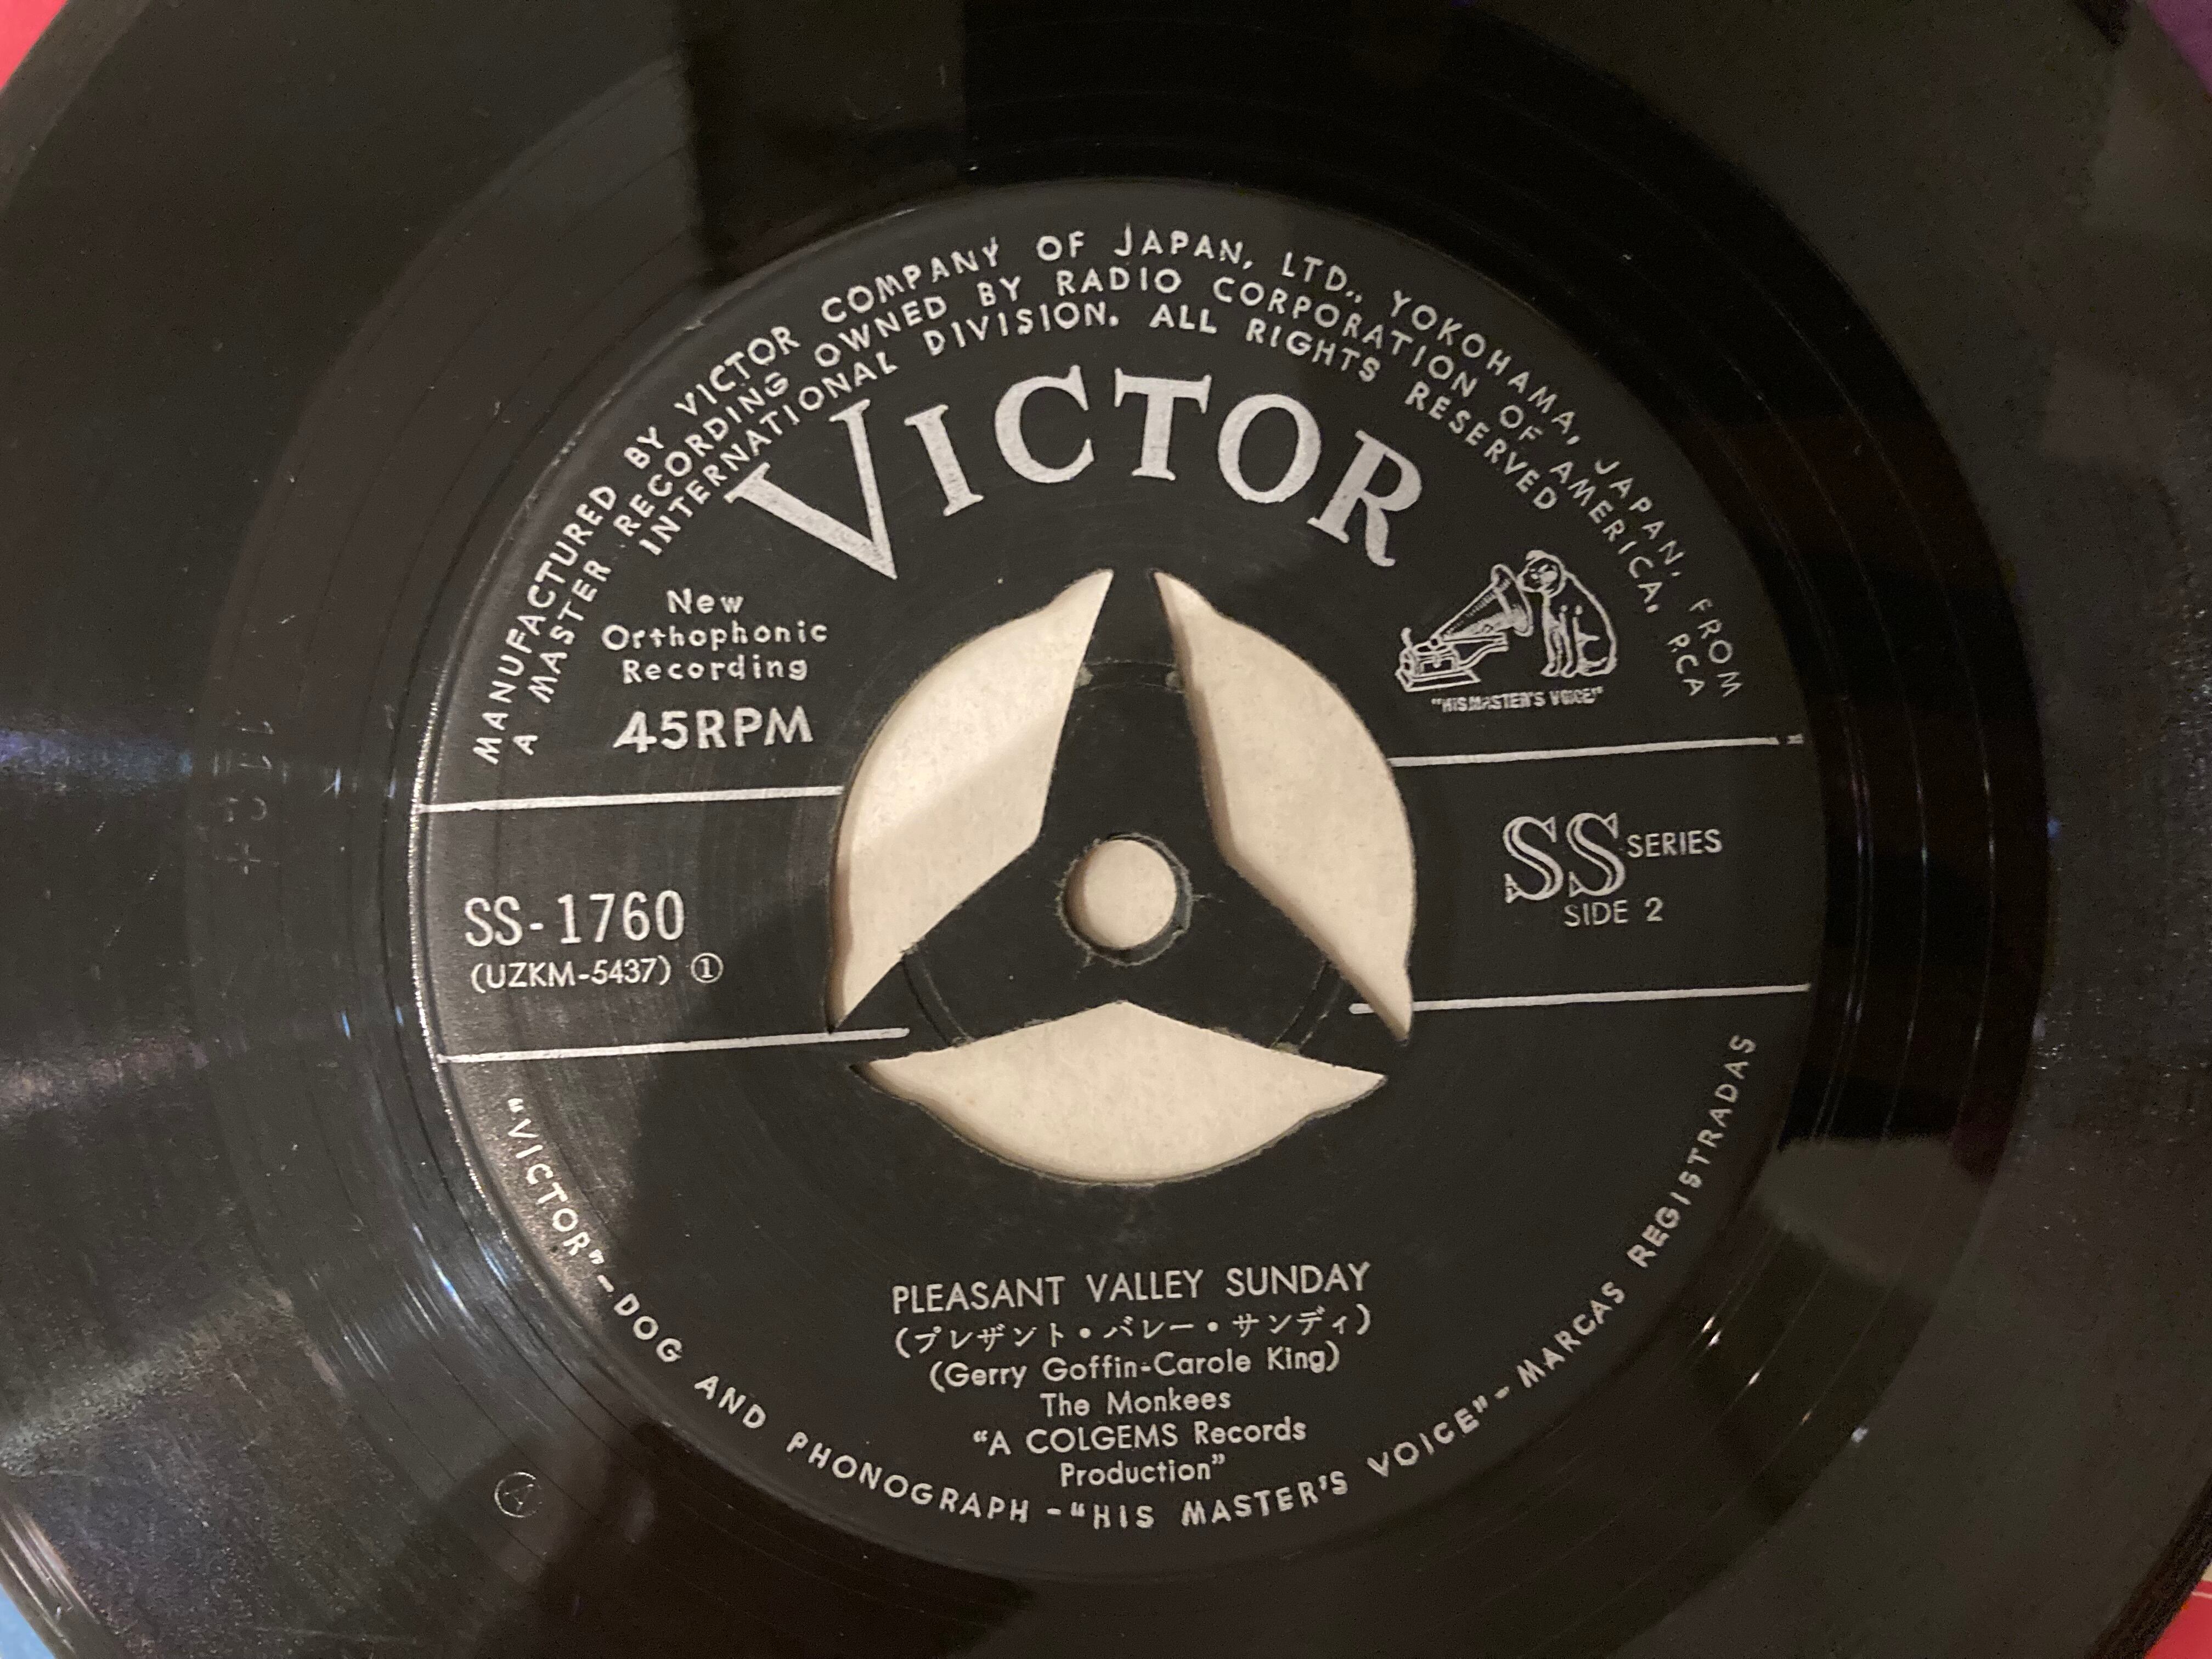 MANUFACTURED BY VICTOR COMPANY OF JAPAN, LTD., YOKOHAMA, JAPAN, FROM
A MASTER RECORDING OWNED BY RADIO CORPORATION OF AMERICA, RCA
INTERNATIONAL DIVISION. ALL RIGHTS RESERVED
VICTOR
New
Orthophonic
Recording
45RPM
"HIS MASTER'S VOICE"
SS-1760
(UZKM-5437) ①
SS SERIES
SIDE 2
PLEASANT VALLEY SUNDAY
(プレザント・バレー・サンディ)
(Gerry Goffin-Carole King)
The Monkees
"A COLGEMS Records
Production"
"VICTOR"-DOG AND PHONOGRAPH-"HIS MASTER'S VOICE"-MARCAS REGISTRADAS